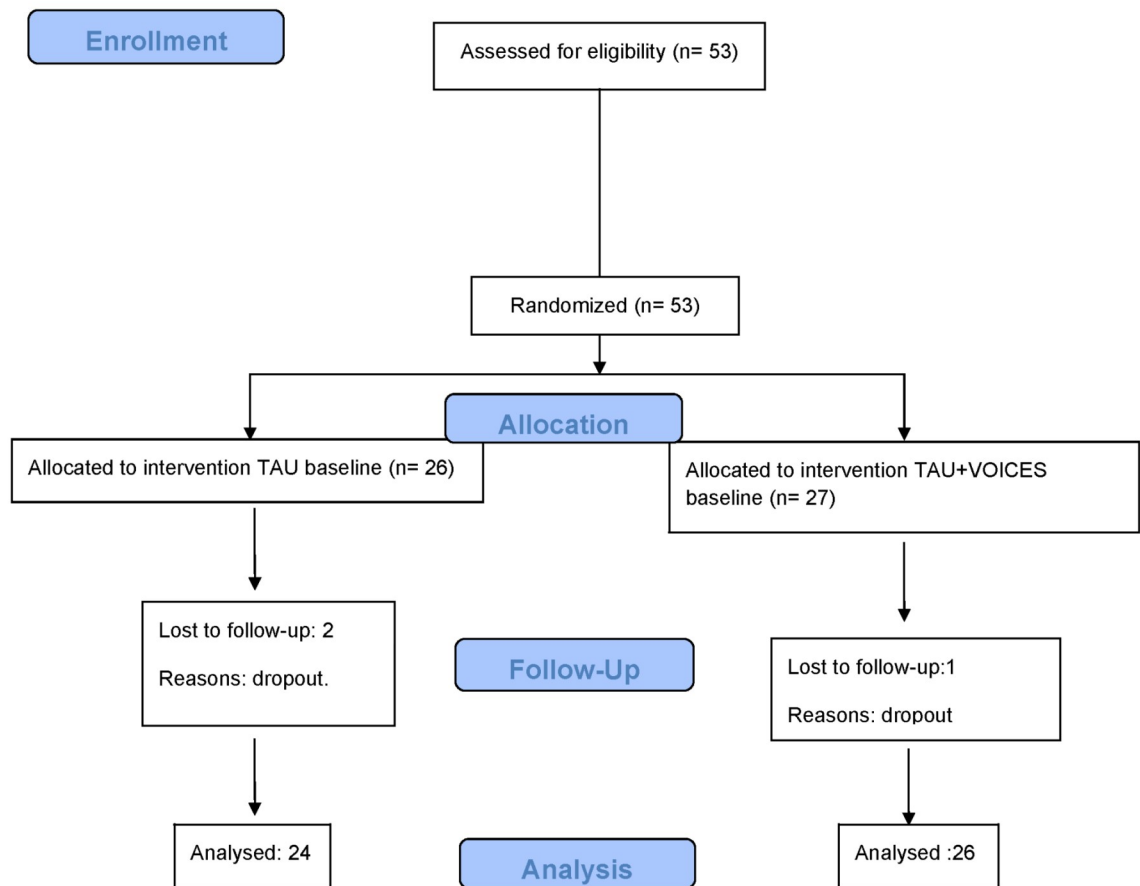 Enrollment
Assessed for eligibility (n= 53)
Randomized (n= 53)
Allocation
Allocated to intervention TAU baseline (n= 26)
Allocated to intervention TAU+VOICES
baseline (n= 27)
Lost to follow-up: 2
Reasons: dropout.
Follow-Up
Lost to follow-up:1
Reasons: dropout
Analysed: 24
Analysis
Analysed :26